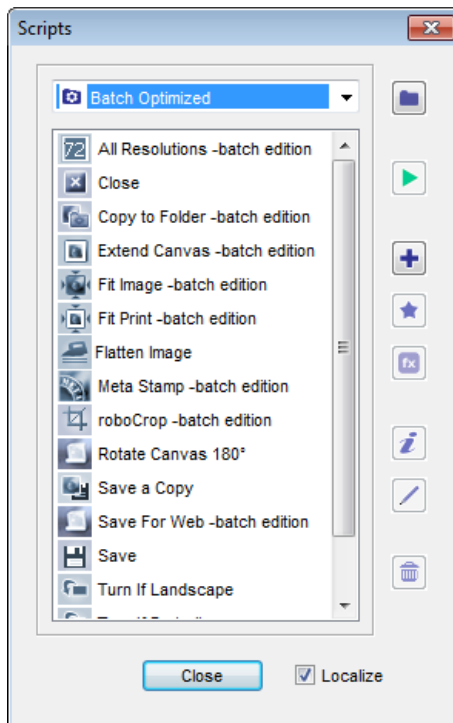 Scripts
Batch Optimized
72 All Resolutions -batch edition
Close
Copy to Folder -batch edition
Extend Canvas -batch edition
Fit Image -batch edition
Fit Print -batch edition
Flatten Image
Meta Stamp -batch edition
roboCrop -batch edition
Rotate Canvas 180°
Save a Copy
Save For Web -batch edition
Save
Turn If Landscape
fx
i
Close
Localize